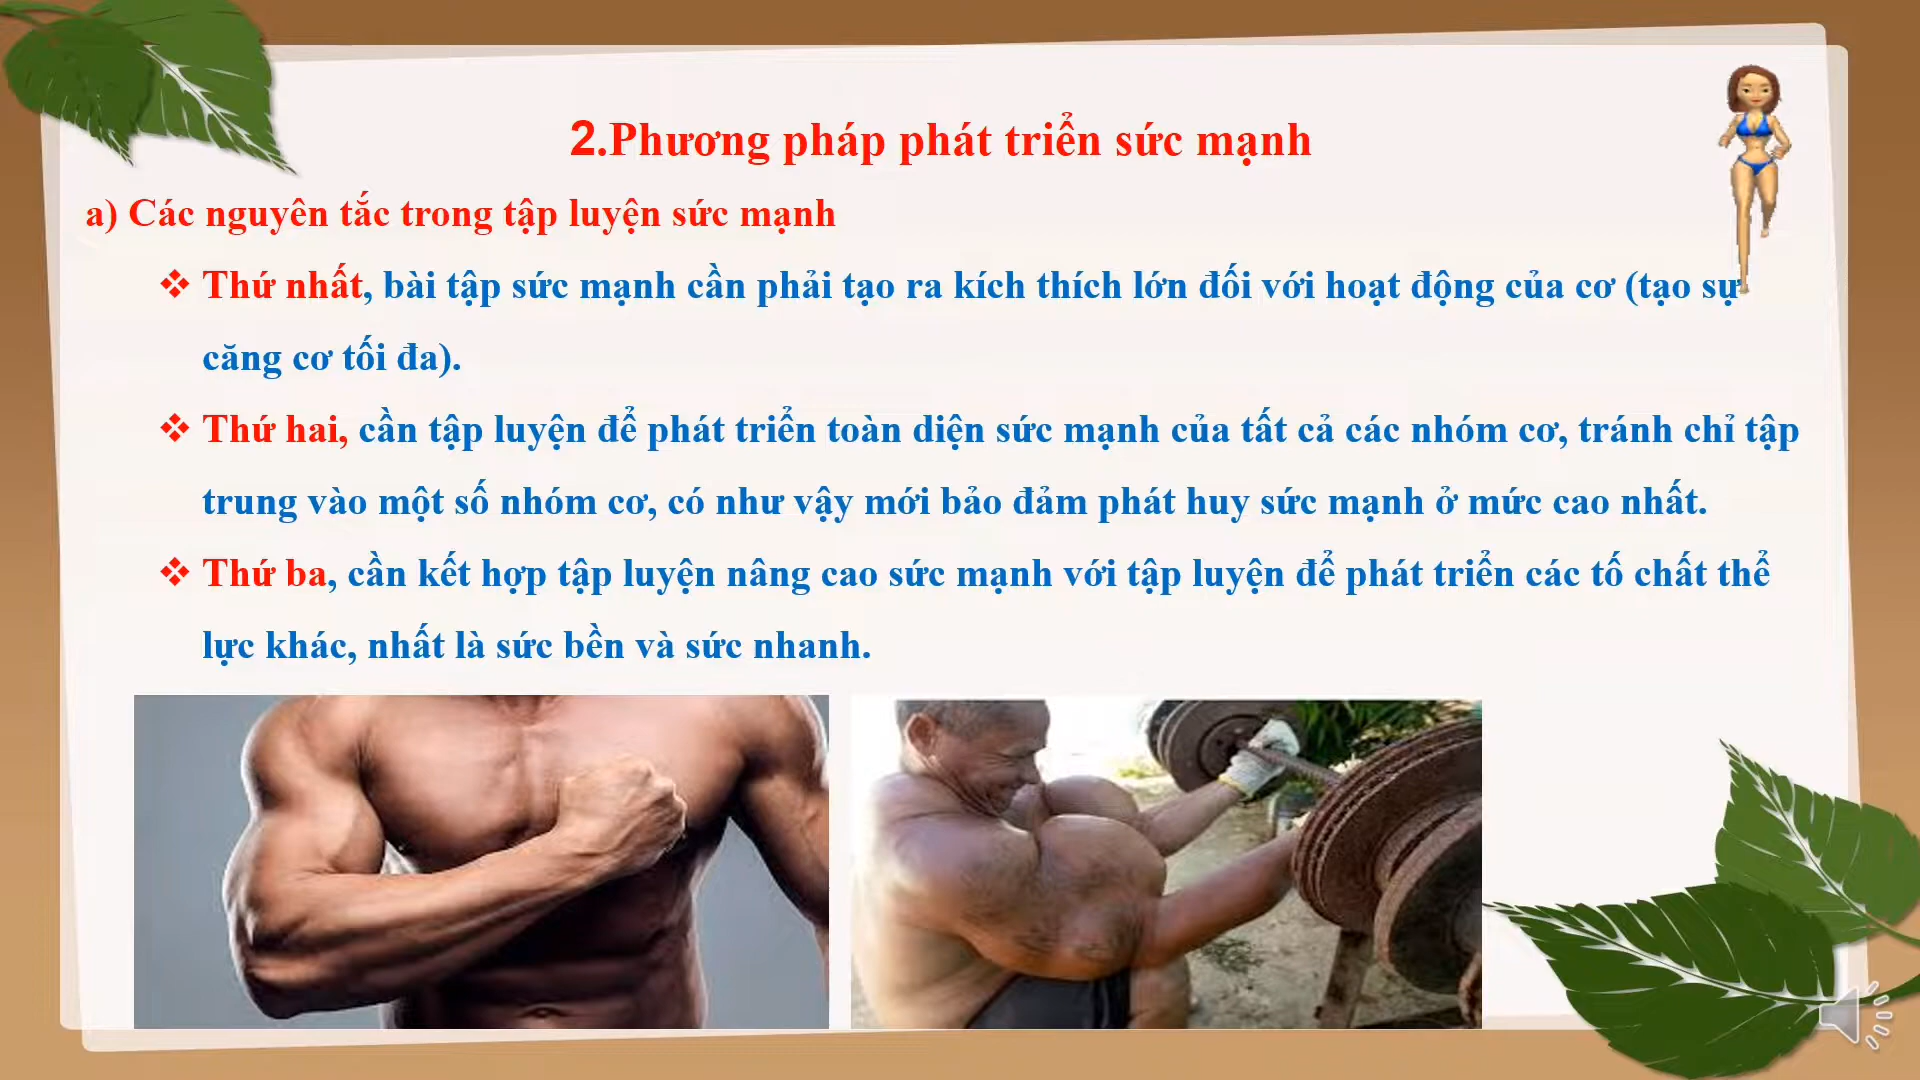 2.Phương pháp phát triển sức mạnh
a) Các nguyên tắc trong tập luyện sức mạnh
Thứ nhất, bài tập sức mạnh cần phải tạo ra kích thích lớn đối với hoạt động của cơ (tạo sự
căng cơ tối đa).
Thứ hai, cần tập luyện để phát triển toàn diện sức mạnh của tất cả các nhóm cơ, tránh chỉ tập
trung vào một số nhóm cơ, có như vậy mới bảo đảm phát huy sức mạnh ở mức cao nhất.
Thứ ba, cần kết hợp tập luyện nâng cao sức mạnh với tập luyện để phát triển các tố chất thể
lực khác, nhất là sức bền và sức nhanh.